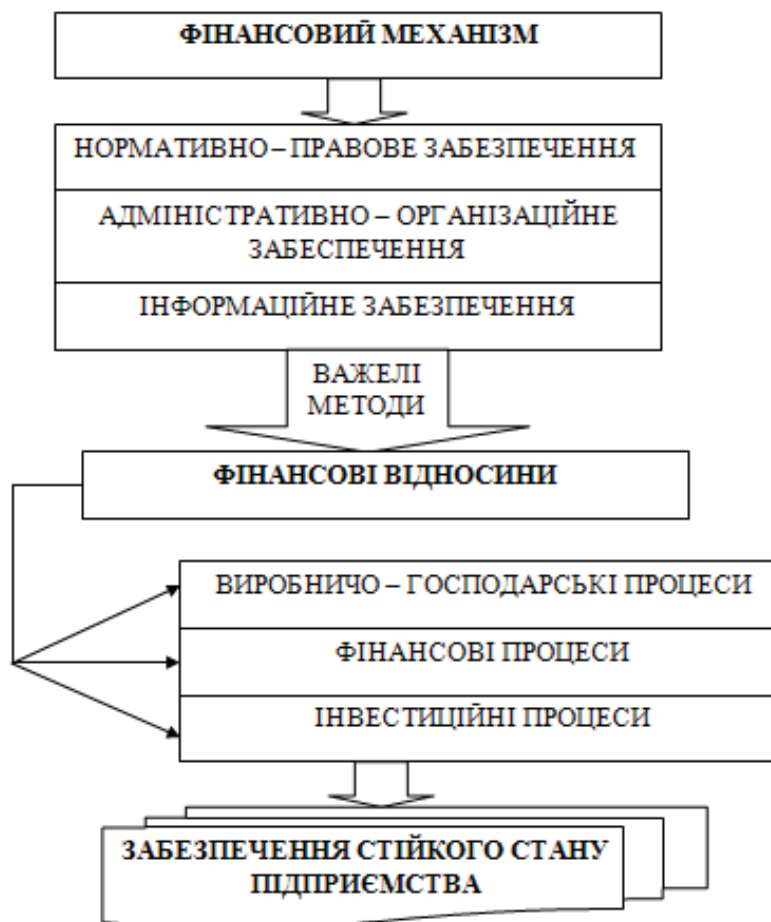 ФІНАНСОВИЙ МЕХАНІЗМ
НОРМАТИВНО – ПРАВОВЕ ЗАБЕЗПЕЧЕННЯ
АДМІНІСТРАТИВНО – ОРГАНІЗАЦІЙНЕ
ЗАБЕСПЕЧЕННЯ
ІНФОРМАЦІЙНЕ ЗАБЕЗПЕЧЕННЯ
ВАЖЕЛІ
МЕТОДИ
ФІНАНСОВІ ВІДНОСИНИ
ВИРОБНИЧО – ГОСПОДАРСЬКІ ПРОЦЕСИ
ФІНАНСОВІ ПРОЦЕСИ
ІНВЕСТИЦІЙНІ ПРОЦЕСИ
ЗАБЕЗПЕЧЕННЯ СТІЙКОГО СТАНУ
ПІДПРИЄМСТВА